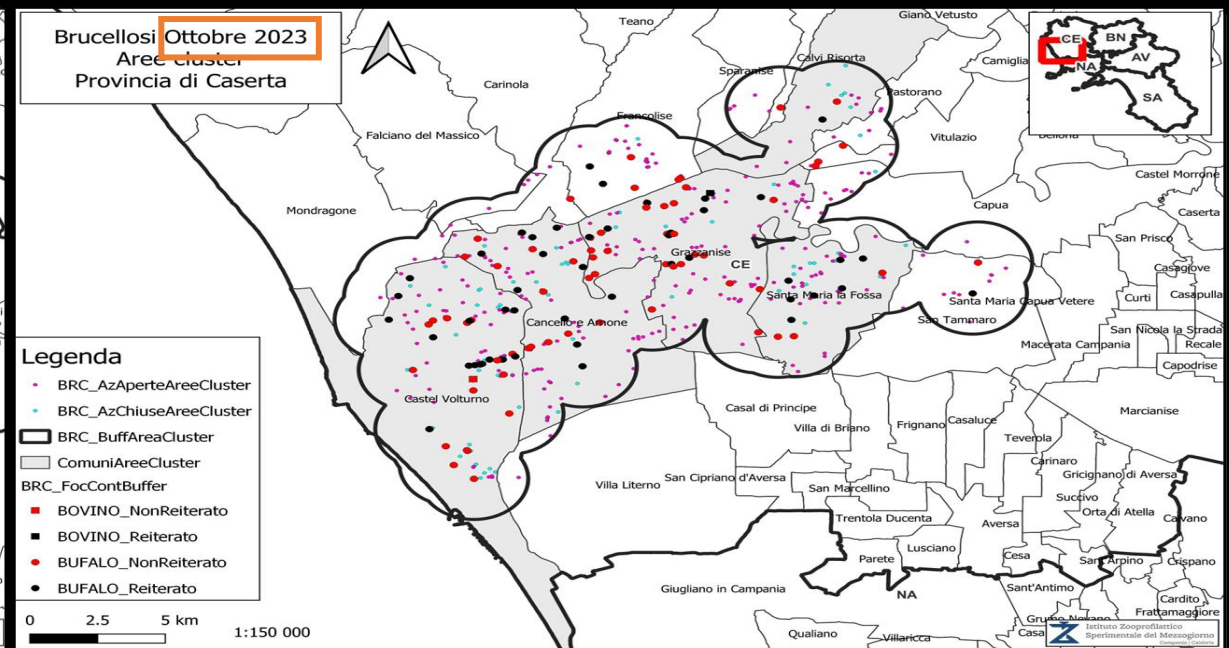 Brucellosi Ottobre 2023
Aree cluster
Provincia di Caserta
Teano
Giano Vetusto
Calvi Risorta
Sparanise
Camiglia
Carinola
Pastorano
Francolise
Falciano del Massico
Vitulazio
CE
BN
NA
AV
SA
Castel Morrone
Mondragone
Capua
Caserta
San Prisco
Grazzanise
CE
Casagiove
Santa Maria la Fossa
Santa Maria Capua Vetere
Curti
Casapulla
San Tammaro
Cancello e Arnone
San Nicola la Strada
Macerata Campania
Recale
Capodrise
Castel Volturno
Casal di Principe
Marcianise
Villa di Briano
Frignano
Casaluce
Teverola
Carinaro
Gricignano di Aversa
Villa Literno
San Cipriano d'Aversa
San Marcellino
Succivo
Orta di Atella
Trentola Ducenta
Aversa
Caivano
Lusciano
Parete
Cesa
Sant'Arpino
Crispano
Giugliano in Campania
NA
Sant'Antimo
Cardito
Frattamaggiore
Qualiano
Villaricca
Casa
Legenda
BRC_AzAperteAreeCluster
BRC_AzChiuseAreeCluster
BRC_BuffAreaCluster
ComuniAreeCluster
BRC_FocContBuffer
BOVINO_NonReiterato
BOVINO_Reiterato
BUFALO_NonReiterato
BUFALO_Reiterato
0 2.5 5 km
1:150 000
Istituto Zooprofilattico
Sperimentale del Mezzogiorno